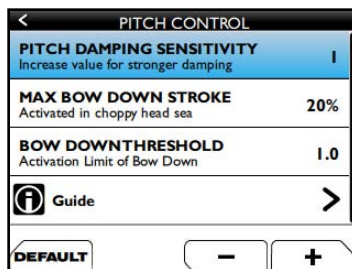 < PITCH CONTROL
PITCH DAMPING SENSITIVITY 1
Increase value for stronger damping
MAX BOW DOWN STROKE 20%
Activated in choppy head sea
BOW DOWNTHRESHOLD 1.0
Activation Limit of Bow Down
Guide >
DEFAULT − +